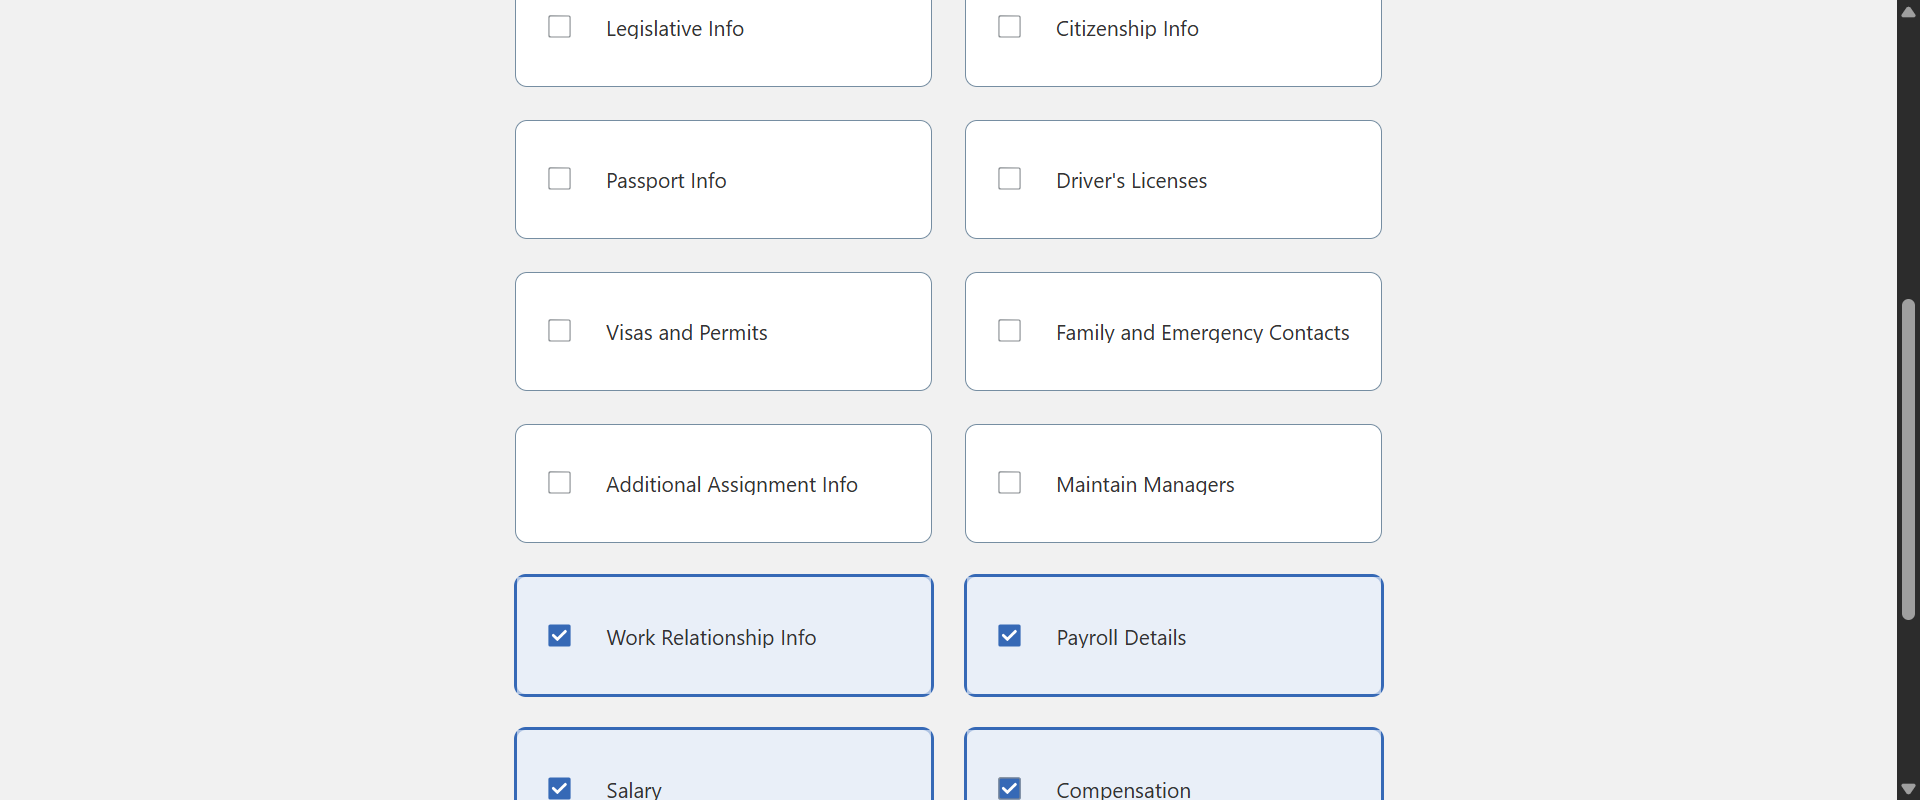 Legislative Info
Citizenship Info
Passport Info
Driver's Licenses
Visas and Permits
Family and Emergency Contacts
Additional Assignment Info
Maintain Managers
Work Relationship Info
Payroll Details
Salary
Compensation